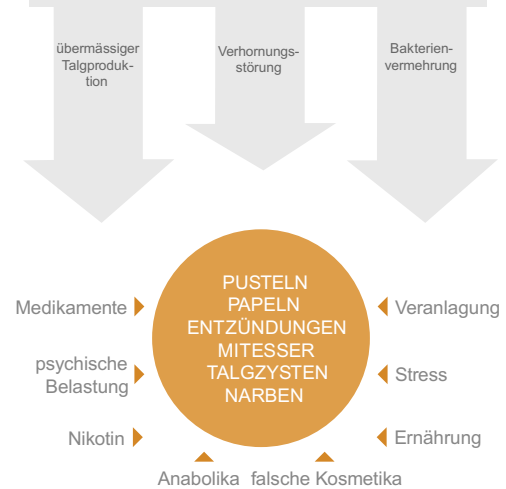 übermässiger
Talgproduk-
tion
Verhornungs-
störung
Bakterien-
vermehrung
PUSTELN
PAPELN
ENTZÜNDUNGEN
MITESSER
TALGZYSTEN
NARBEN
Medikamente
psychische
Belastung
Nikotin
Veranlagung
Stress
Ernährung
Anabolika
falsche Kosmetika